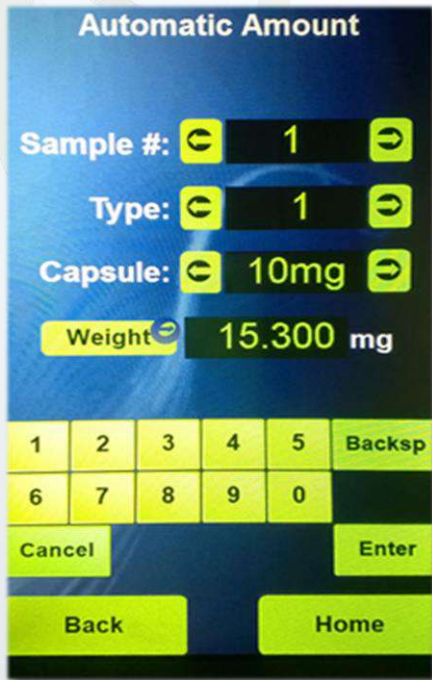 Automatic Amount
Sample #: 1
Type: 1
Capsule: 10mg
Weight 15.300 mg
1 2 3 4 5 Backsp
6 7 8 9 0
Cancel Enter
Back Home